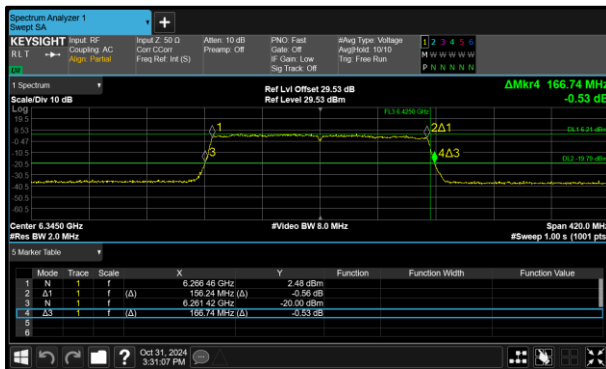 Spectrum Analyzer 1
Swept SA
KEYSIGHT
RLT
Input: RF
Coupling: AC
Align: Partial
Input Z: 50 Ω
Corr CCorr
Freq Ref: Int (S)
Atten: 10 dB
Preamp: Off
PNO: Fast
Gate: Off
IF Gain: Low
Sig Track: Off
#Avg Type: Voltage
Avg|Hold: 10/10
Trig: Free Run
1 2 3 4 5 6
M W W W W W
P N N N N N
1 Spectrum
Scale/Div 10 dB
Ref Lvl Offset 29.53 dB
Ref Level 29.53 dBm
ΔMkr4 166.74 MHz
-0.53 dB
Log
FL3 6.4250 GHz
19.5
9.53
-0.47
-10.5
-20.5
-30.5
-40.5
-50.5
-60.5
1
2Δ1
DL1 6.21 dBm
3
4Δ3
DL2 -19.79 dBm
Center 6.3450 GHz
#Res BW 2.0 MHz
#Video BW 8.0 MHz
Span 420.0 MHz
#Sweep 1.00 s (1001 pts)
5 Marker Table
Mode Trace Scale X Y Function Function Width Function Value
1 N 1 f 6.266 46 GHz 2.48 dBm
2 Δ1 1 f (Δ) 156.24 MHz (Δ) -0.56 dB
3 N 1 f 6.261 42 GHz -20.00 dBm
4 Δ3 1 f (Δ) 166.74 MHz (Δ) -0.53 dB
5
6
?
Oct 31, 2024
3:31:07 PM